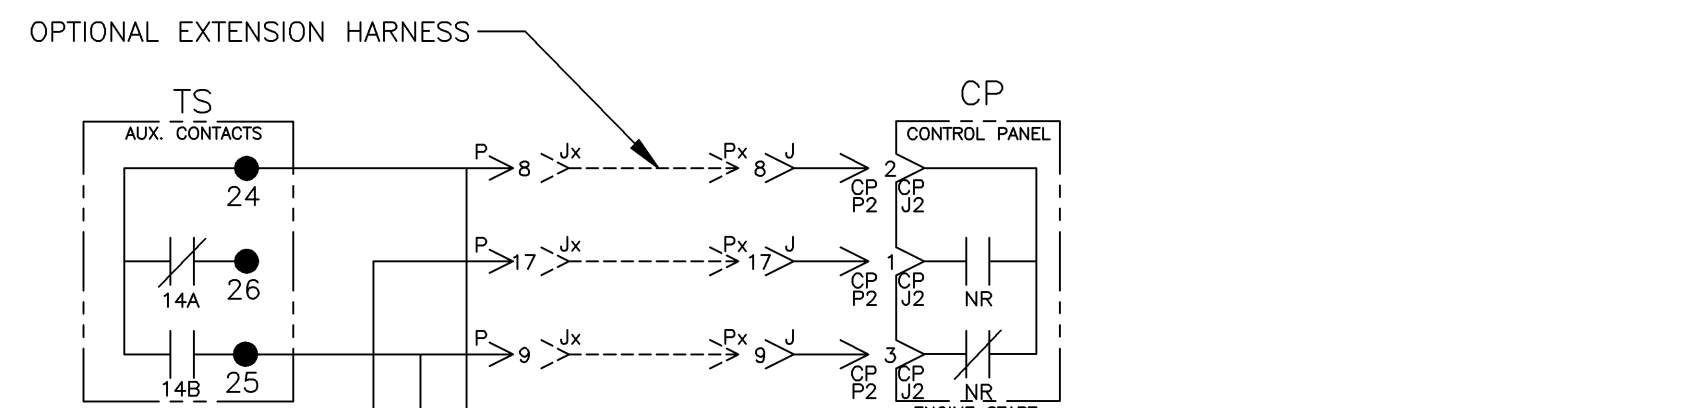 OPTIONAL EXTENSION HARNESS
TS
CP
AUX. CONTACTS
CONTROL PANEL
P 8 Jx Px 8 J 2
24
CP CP
P2 J2
P 17 Jx Px 17 J 1
26
14A
CP CP
P2 J2
NR
P 9 Jx Px 9 J 3
25
14B
CP CP
P2 J2
NR
ENGINE START